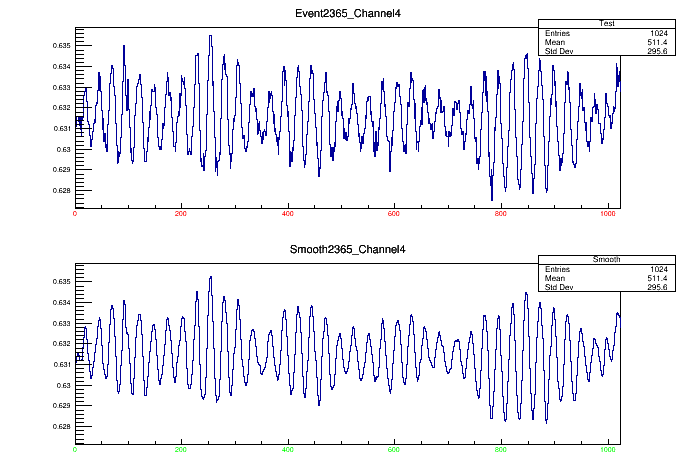 Event2365_Channel4
Test
Entries 1024
Mean 511.4
Std Dev 295.6
0.635
0.634
0.633
0.632
0.631
0.63
0.629
0.628
0 200 400 600 800 1000
Smooth2365_Channel4
Smooth
Entries 1024
Mean 511.4
Std Dev 295.6
0.635
0.634
0.633
0.632
0.631
0.63
0.629
0.628
0 200 400 600 800 1000